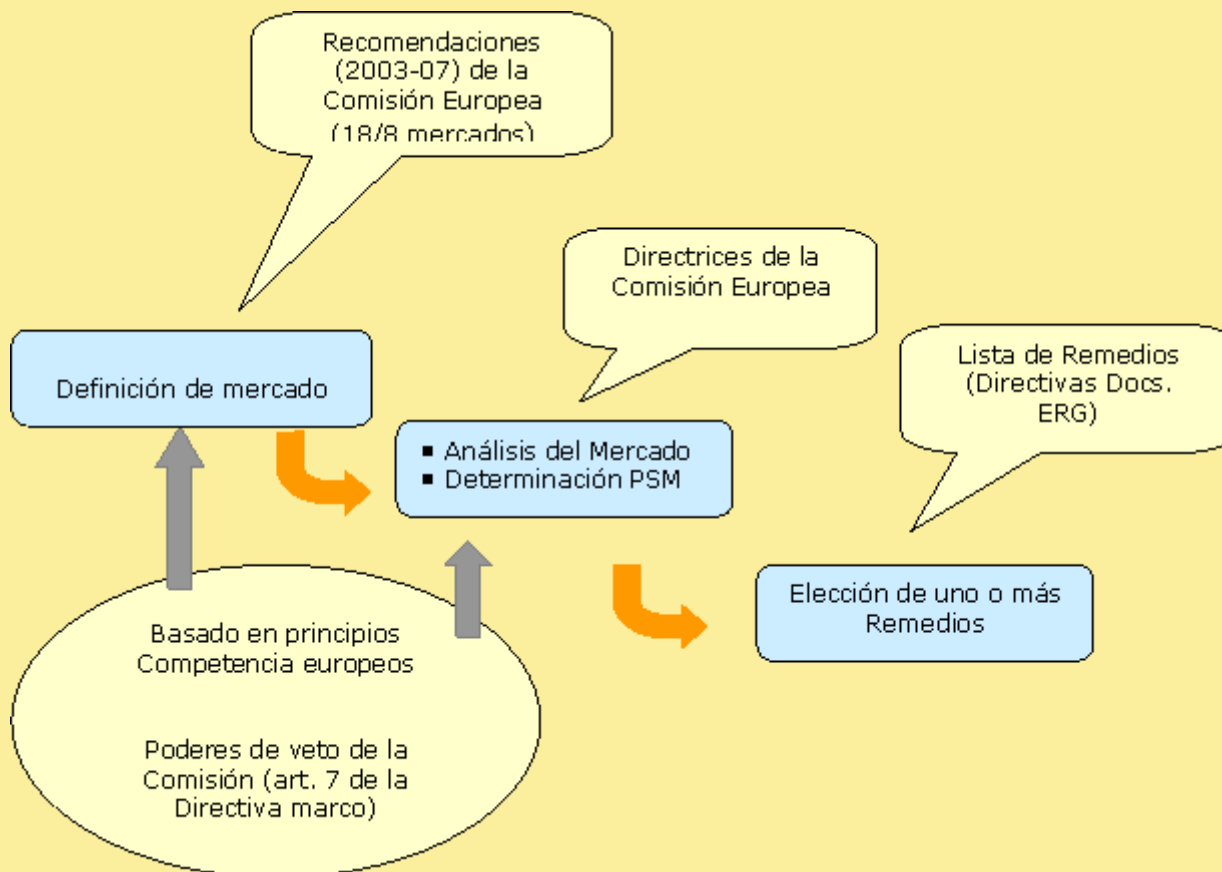 Recomendaciones
(2003-07) de la
Comisión Europea
(18/8 mercados)
Directrices de la
Comisión Europea
Lista de Remedios
(Directivas Docs.
ERG)
Definición de mercado
▪ Análisis del Mercado
▪ Determinación PSM
Elección de uno o más
Remedios
Basado en principios
Competencia europeos
Poderes de veto de la
Comisión (art. 7 de la
Directiva marco)